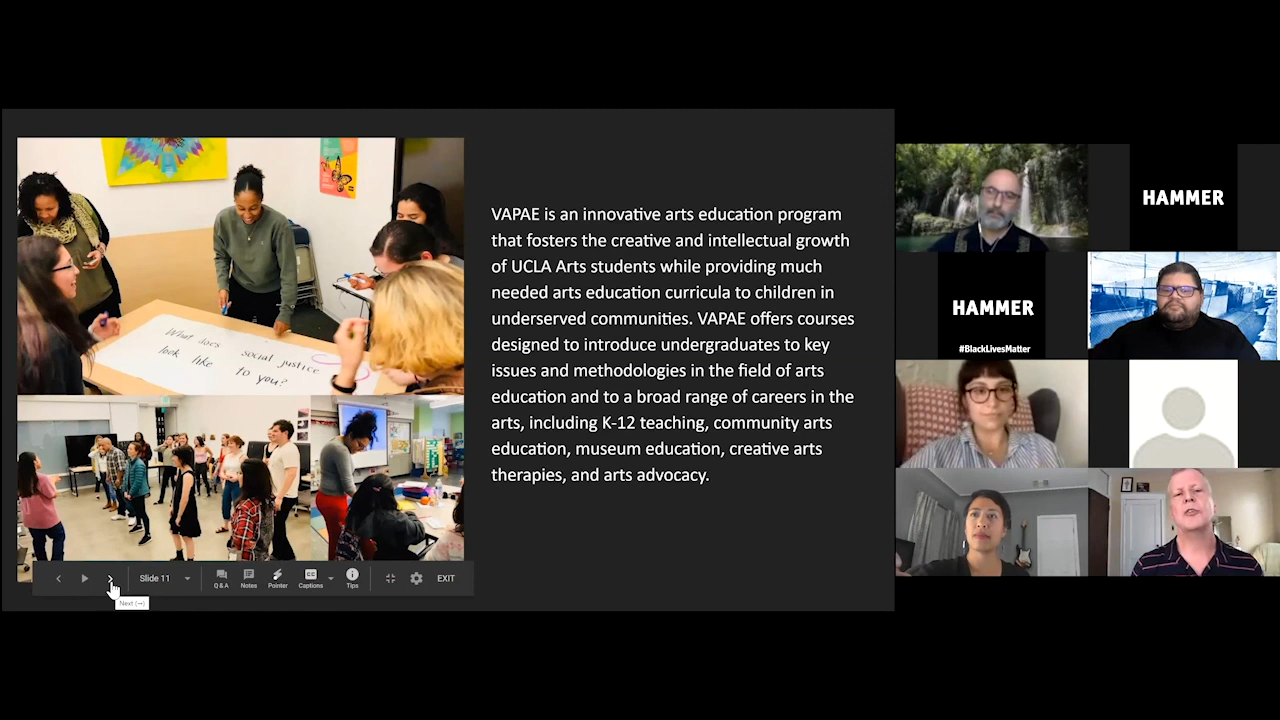 VAPAE is an innovative arts education program
that fosters the creative and intellectual growth
of UCLA Arts students while providing much
needed arts education curricula to children in
underserved communities. VAPAE offers courses
designed to introduce undergraduates to key
issues and methodologies in the field of arts
education and to a broad range of careers in the
arts, including K-12 teaching, community arts
education, museum education, creative arts
therapies, and arts advocacy.
What does social justice
look like to you?
Slide 11
Q & A
Notes
Pointer
Captions
Tips
EXIT
Next (→)
HAMMER
HAMMER
#BlackLivesMatter